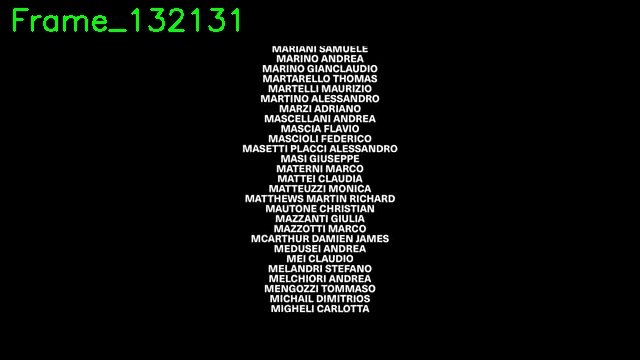 Frame_132131
MARIANI SAMUELE
MARINO ANDREA
MARINO GIANCLAUDIO
MARTARELLO THOMAS
MARTELLI MAURIZIO
MARTINO ALESSANDRO
MARZI ADRIANO
MASCELLANI ANDREA
MASCIA FLAVIO
MASCIOLI FEDERICO
MASETTI PLACCI ALESSANDRO
MASI GIUSEPPE
MATERNI MARCO
MATTEI CLAUDIA
MATTEUZZI MONICA
MATTHEWS MARTIN RICHARD
MAUTONE CHRISTIAN
MAZZANTI GIULIA
MAZZOTTI MARCO
MCARTHUR DAMIEN JAMES
MEDUSEI ANDREA
MEI CLAUDIO
MELANDRI STEFANO
MELCHIORI ANDREA
MENGOZZI TOMMASO
MICHAIL DIMITRIOS
MIGHELI CARLOTTA